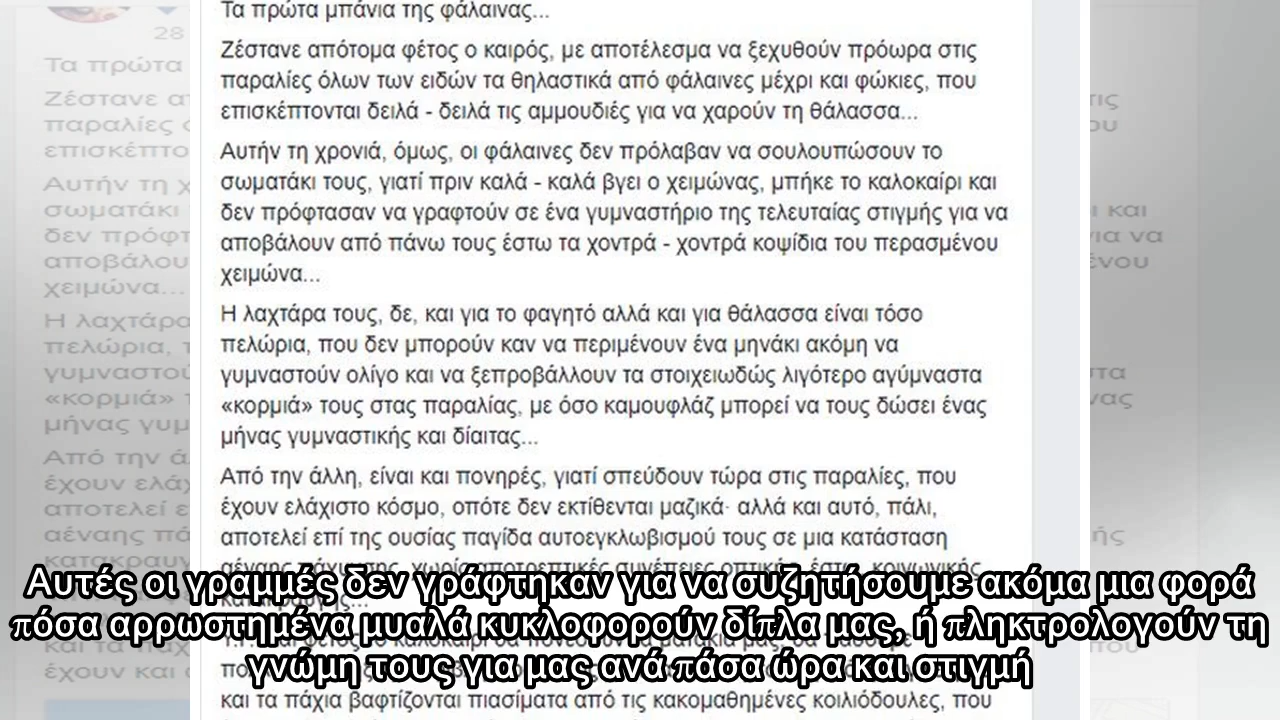 Τα πρώτα μπάνια της φάλαινας...
Ζέστανε απότομα φέτος ο καιρός, με αποτέλεσμα να ξεχυθούν πρόωρα στις
παραλίες όλων των ειδών τα θηλαστικά από φάλαινες μέχρι και φώκιες, που
επισκέπτονται δειλά - δειλά τις αμμουδιές για να χαρούν τη θάλασσα...
Αυτήν τη χρονιά, όμως, οι φάλαινες δεν πρόλαβαν να σουλουπώσουν το
σωματάκι τους, γιατί πριν καλά - καλά βγει ο χειμώνας, μπήκε το καλοκαίρι και
δεν πρόφτασαν να γραφτούν σε ένα γυμναστήριο της τελευταίας στιγμής για να
αποβάλουν από πάνω τους έστω τα χοντρά - χοντρά κοψίδια του περασμένου
χειμώνα...
Η λαχτάρα τους, δε, και για το φαγητό αλλά και για θάλασσα είναι τόσο
πελώρια, που δεν μπορούν καν να περιμένουν ένα μηνάκι ακόμη να
γυμναστούν ολίγο και να ξεπροβάλλουν τα στοιχειωδώς λιγότερο αγύμναστα
«κορμιά» τους στας παραλίας, με όσο καμουφλάζ μπορεί να τους δώσει ένας
μήνας γυμναστικής και δίαιτας...
Από την άλλη, είναι και πονηρές, γιατί σπεύδουν τώρα στις παραλίες, που
έχουν ελάχιστο κόσμο, οπότε δεν εκτίθενται μαζικά· αλλά και αυτό, πάλι,
αποτελεί επί της ουσίας παγίδα αυτοεγκλωβισμού τους σε μια κατάσταση
Αυτές οι γραμμές δεν γράφτηκαν για να συζητήσουμε ακόμα μια φορά
πόσα αρρωστημένα μυαλά κυκλοφορούν δίπλα μας, ή πληκτρολογούν τη
γνώμη τους για μας ανά πάσα ώρα και στιγμή
και τα πάχια βαφτίζονται πιασίματα από τις κακομαθημένες κοιλιόδουλες, που